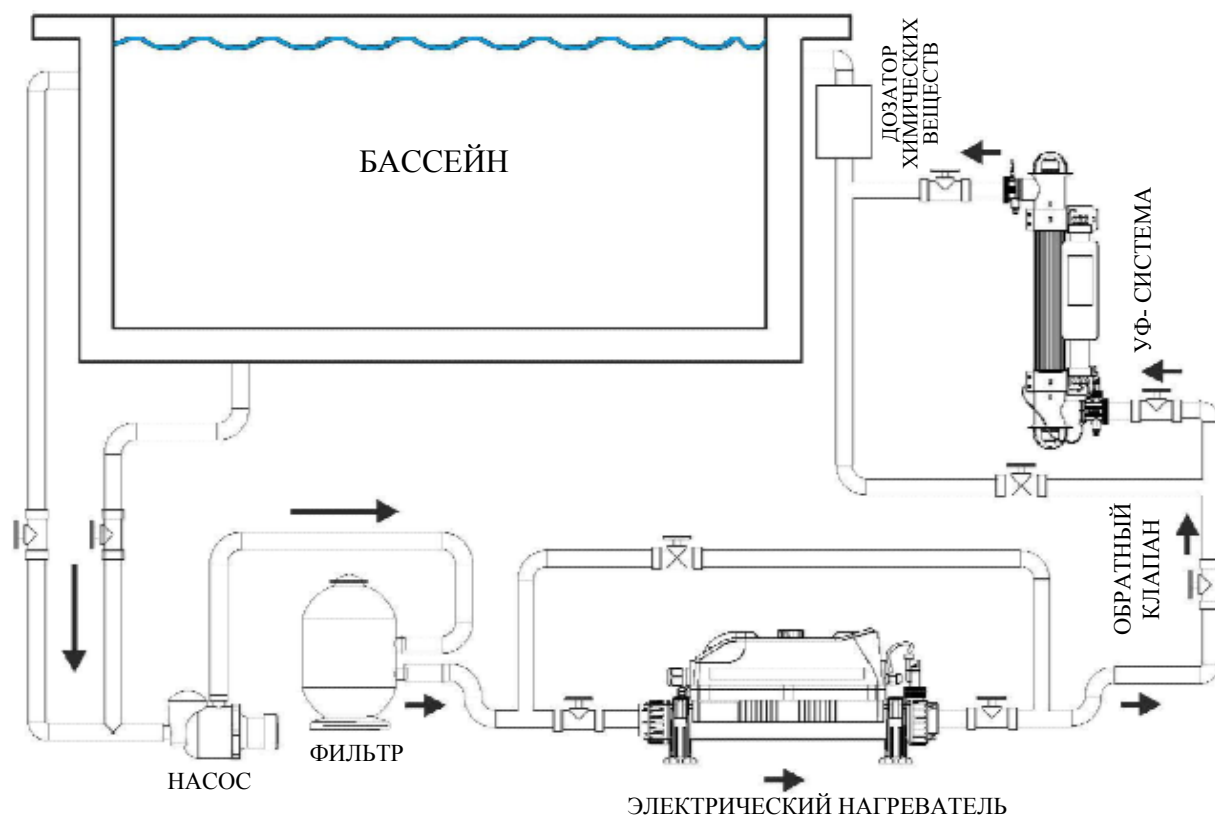 БАССЕЙН
ДОЗАТОР
ХИМИЧЕСКИХ
ВЕЩЕСТВ
УФ- СИСТЕМА
ОБРАТНЫЙ
КЛАПАН
ФИЛЬТР
НАСОС
ЭЛЕКТРИЧЕСКИЙ НАГРЕВАТЕЛЬ